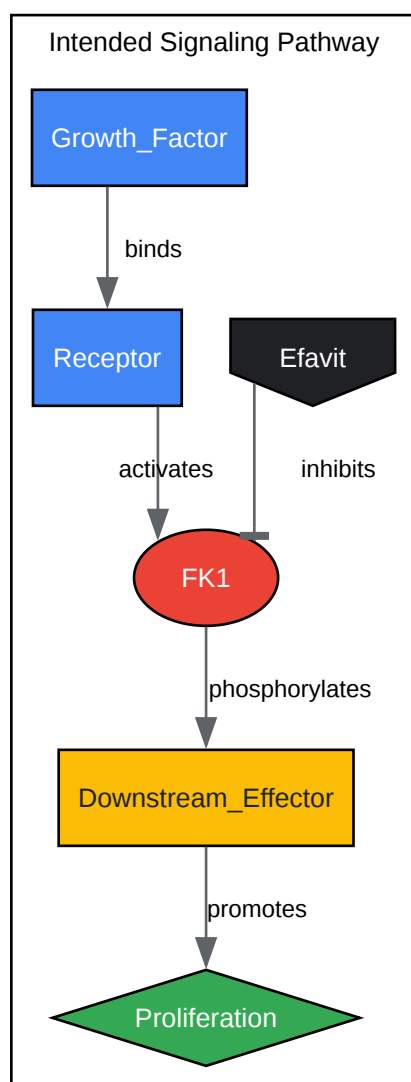 Intended Signaling Pathway
Growth_Factor
binds
Receptor
Efavit
activates
inhibits
FK1
phosphorylates
Downstream_Effector
promotes
Proliferation